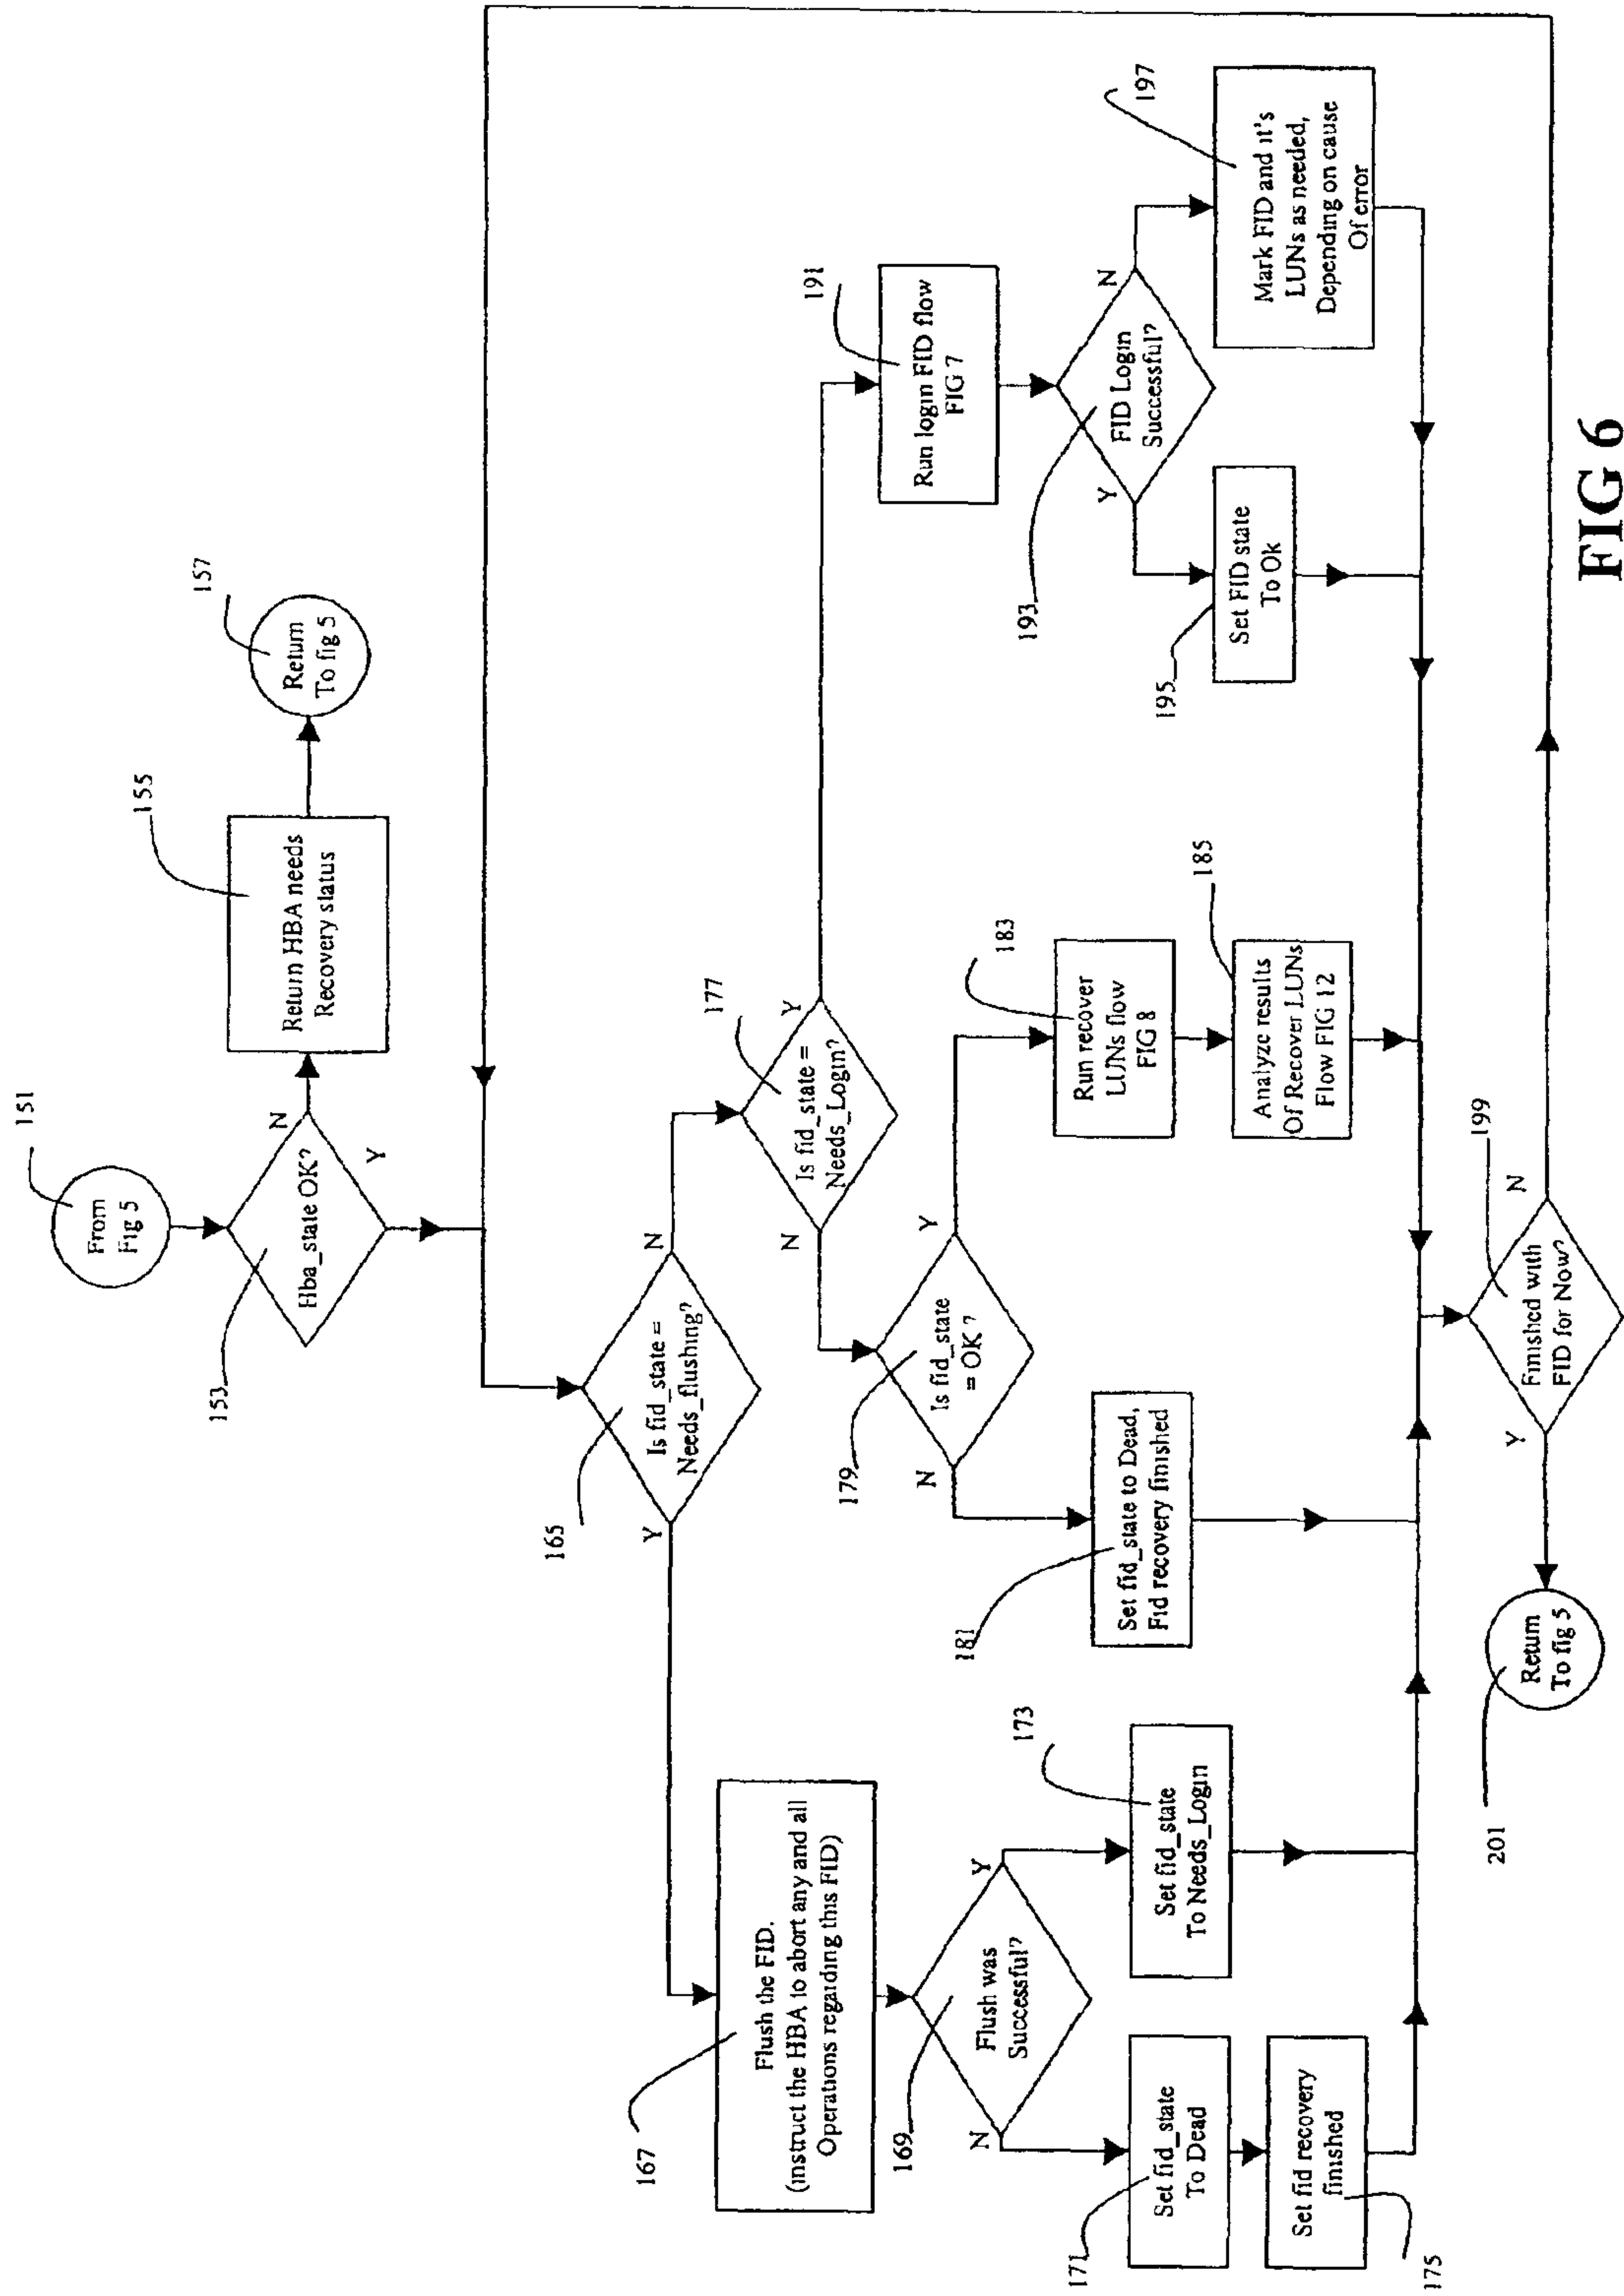 151
From
Fig 5
153
Hba_state OK?
N
Y
155
Return HBA needs
Recovery status
157
Return
To fig 5
165
Is fid_state =
Needs_flushing?
Y
N
167
Flush the FID.
(instruct the HBA to abort any and all
Operations regarding this FID)
169
Flush was
Successful?
N
Y
171
Set fid_state
To Dead
175
Set fid recovery
finished
173
Set fid_state
To Needs_Login
177
Is fid_state =
Needs_Login?
N
Y
179
Is fid_state
= OK ?
N
Y
181
Set fid_state to Dead,
Fid recovery finished
183
Run recover
LUNs flow
FIG 8
185
Analyze results
Of Recover LUNs
Flow FIG 12
191
Run login FID flow
FIG 7
193
FID Login
Successful?
Y
N
195
Set FID state
To Ok
197
Mark FID and it's
LUNs as needed,
Depending on cause
Of error
199
Finished with
FID for Now?
Y
N
201
Return
To fig 5
FIG 6